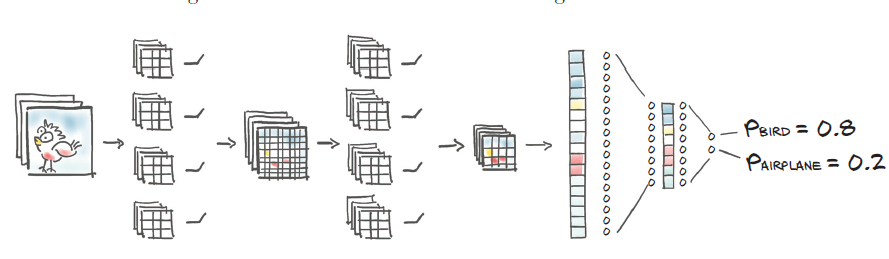 PBIRD = 0.8
PAIRPLANE = 0.2